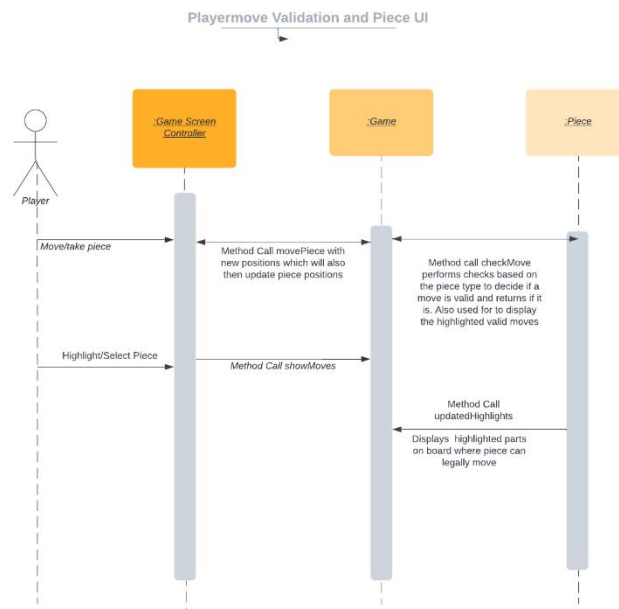 Playermove Validation and Piece UI
:Game Screen
Controller
:Game
:Piece
Player
Move/take piece
Method Call movePiece with
new positions which will also
then update piece positions
Method call checkMove
performs checks based on
the piece type to decide if a
move is valid and returns if it
is. Also used for to display
the highlighted valid moves
Highlight/Select Piece
Method Call showMoves
Method Call
updatedHighlights
Displays highlighted parts
on board where piece can
legally move